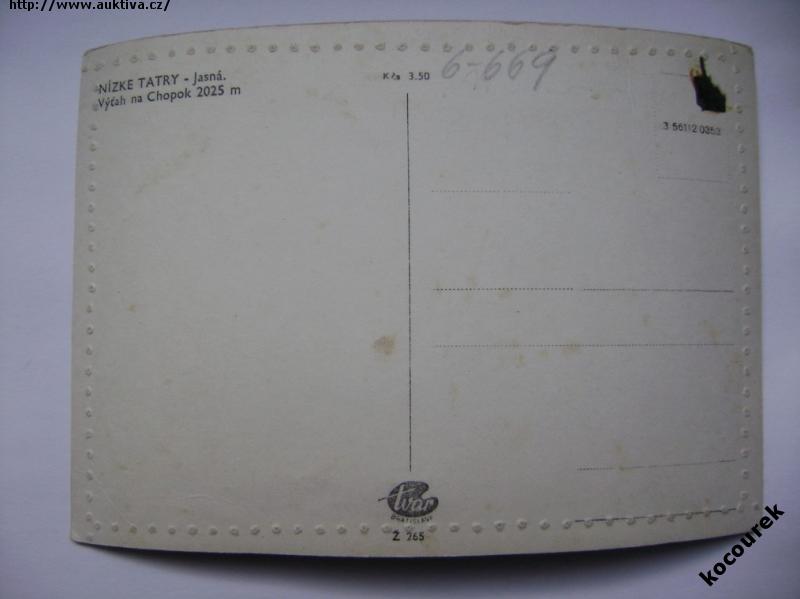 http://www.auktiva.cz/
NÍZKE TATRY - Jasná.
Výťah na Chopok 2025 m
Kčs 3.50
6-669
3 56112 0353
tvar
BRATISLAVA
Z 265
kocourek